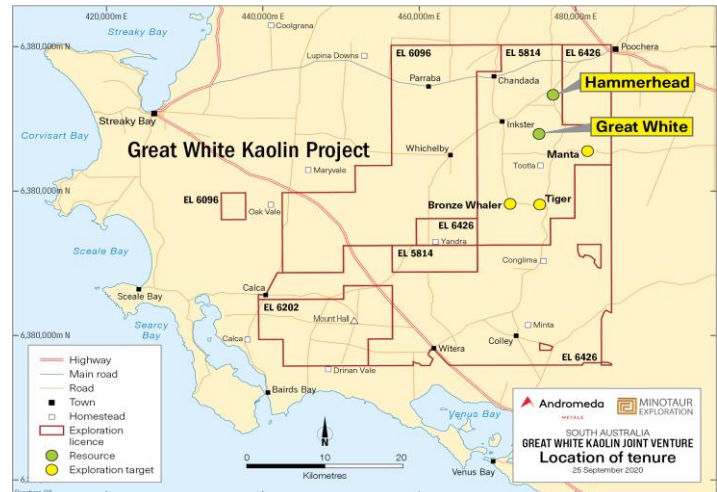 420,000m E
440,000m E
460,000m E
480,000m E
6,380,000m N
Streaky Bay
Coolgrana
Lupina Downs
EL 6096
EL 5814
EL 6426
Poochera
Parraba
Chandada
Hammerhead
Streaky Bay
Corvisart Bay
Inkster
Great White
Great White Kaolin Project
Whichelby
Manta
Tootla
Maryvale
6,380,000m N
EL 6096
Oak Vale
Bronze Whaler
Tiger
EL 6426
Sceale Bay
Yandra
EL 5814
Conglima
Calca
Sceale Bay
EL 6202
Searcy
Bay
Mount Hall
Minta
6,380,000m N
Calca
Colley
Witera
EL 6426
Drinan Vale
Bairds Bay
Highway
Main road
Road
Town
Homestead
Exploration
licence
Resource
Exploration target
N
0 10 20
Kilometres
Venus Bay
Venus Bay
Andromeda
METALS
MINOTAUR
EXPLORATION
SOUTH AUSTRALIA
GREAT WHITE KAOLIN JOINT VENTURE
Location of tenure
25 September 2020